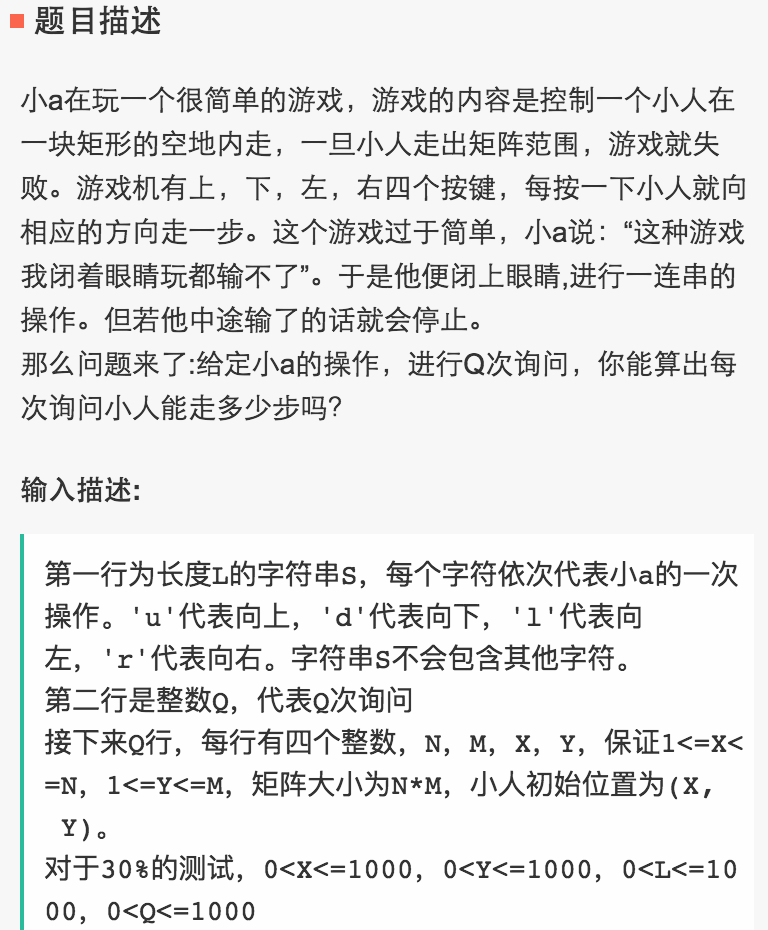 题目描述
小a在玩一个很简单的游戏，游戏的内容是控制一个小人在
一块矩形的空地内走，一旦小人走出矩阵范围，游戏就失
败。游戏机有上，下，左，右四个按键，每按一下小人就向
相应的方向走一步。这个游戏过于简单，小a说：“这种游戏
我闭着眼睛玩都输不了”。于是他便闭上眼睛,进行一连串的
操作。但若他中途输了的话就会停止。
那么问题来了:给定小a的操作，进行Q次询问，你能算出每
次询问小人能走多少步吗?
输入描述:
第一行为长度L的字符串S，每个字符依次代表小a的一次
操作。'u'代表向上，'d'代表向下，'l'代表向
左，'r'代表向右。字符串S不会包含其他字符。
第二行是整数Q，代表Q次询问
接下来Q行，每行有四个整数，N，M，X，Y，保证1<=X<
=N，1<=Y<=M，矩阵大小为N*M，小人初始位置为(X,
Y)。
对于30%的测试，0<X<=1000，0<Y<=1000，0<L<=10
00，0<Q<=1000